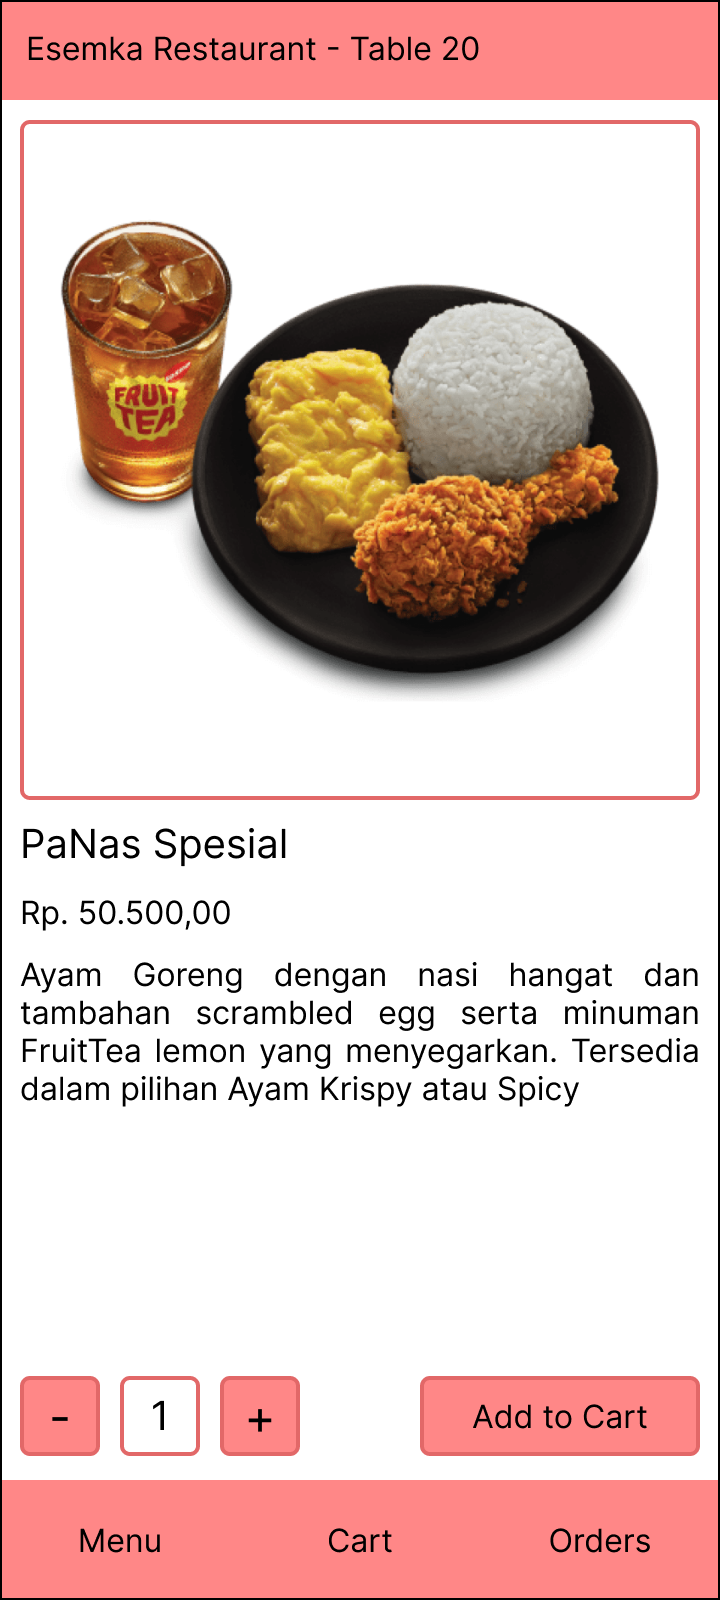 Esemka Restaurant - Table 20
FRUIT
TEA
PaNas Spesial
Rp. 50.500,00
Ayam Goreng dengan nasi hangat dan
tambahan scrambled egg serta minuman
FruitTea lemon yang menyegarkan. Tersedia
dalam pilihan Ayam Krispy atau Spicy
- 1 + Add to Cart
Menu Cart Orders